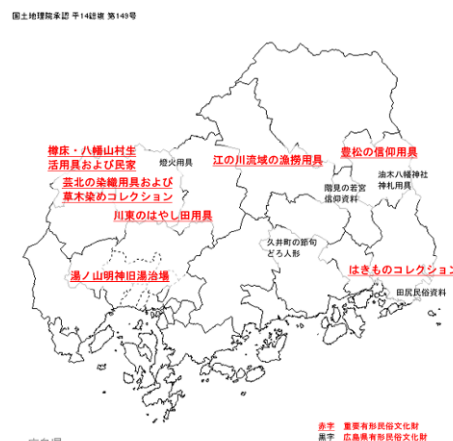 国土地理院承認 平14総複 第149号
樽床・八幡山村生
活用具および民家
燈火用具
江の川流域の漁撈用具
豊松の信仰用具
芸北の染織用具および
草木染めコレクション
油木八幡神社
神札用具
階見の若宮
信仰資料
川東のはやし田用具
久井町の節句
どろ人形
湯ノ山明神旧湯治場
はきものコレクション
田尻民俗資料
赤字 重要有形民俗文化財
黒字 広島県有形民俗文化財